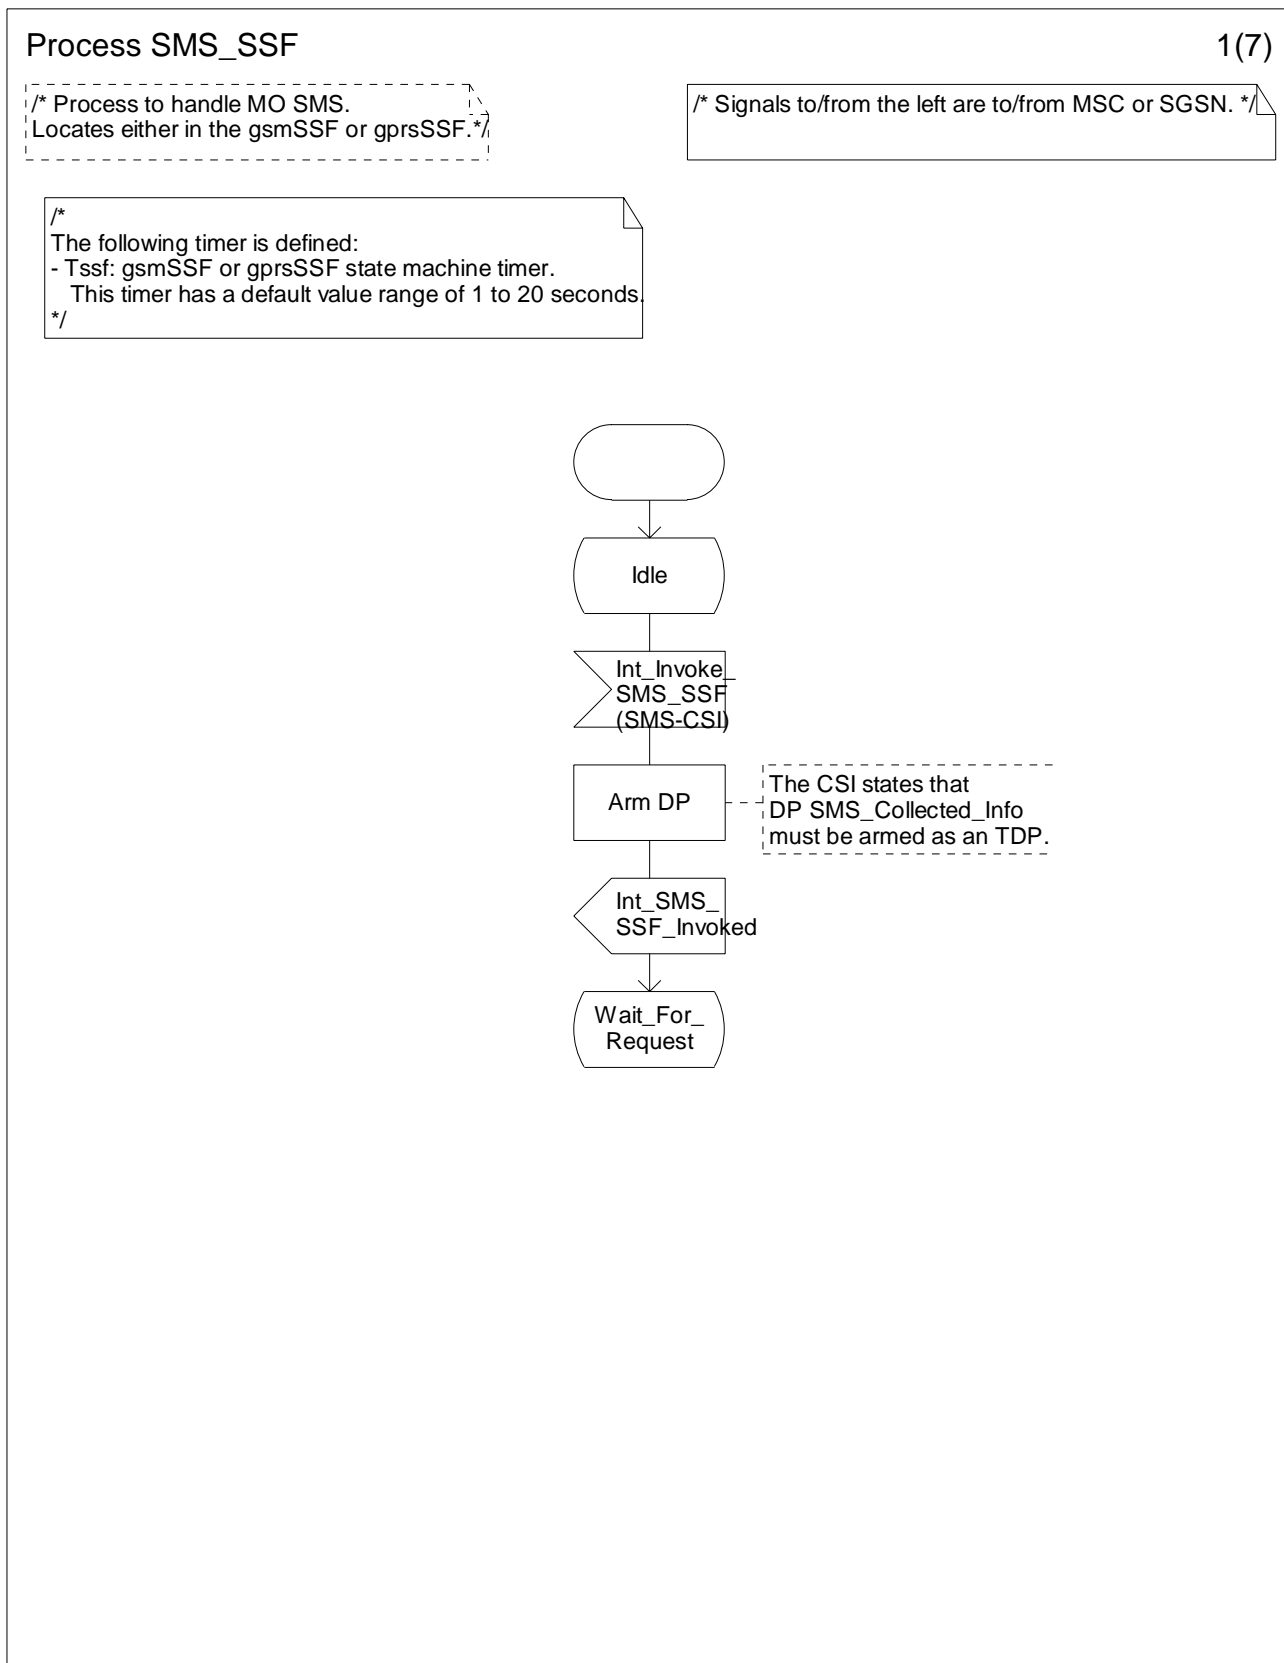 Process SMS_SSF
1(7)
/* Process to handle MO SMS.
Locates either in the gsmSSF or gprsSSF.*/
/* Signals to/from the left are to/from MSC or SGSN. */
/*
The following timer is defined:
- Tssf: gsmSSF or gprsSSF state machine timer.
This timer has a default value range of 1 to 20 seconds.
*/
Idle
Int_Invoke_
SMS_SSF
(SMS-CSI)
Arm DP
The CSI states that
DP SMS_Collected_Info
must be armed as an TDP.
Int_SMS_
SSF_Invoked
Wait_For_
Request